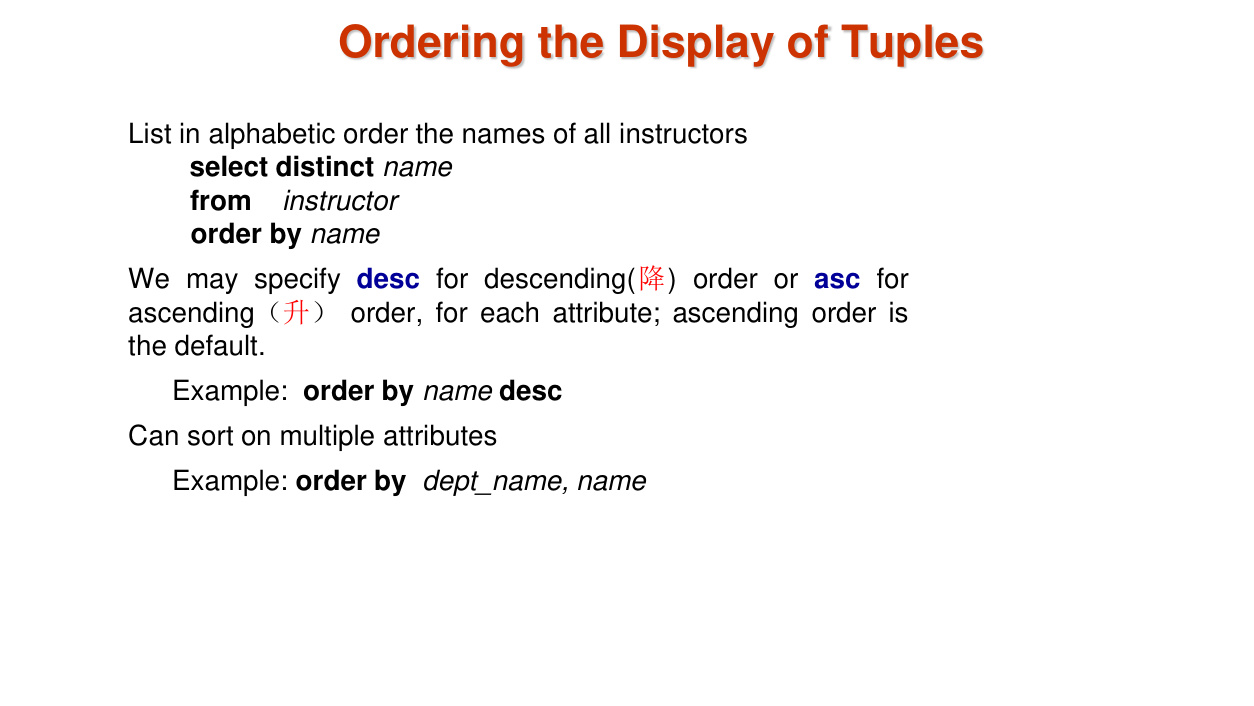 Ordering the Display of Tuples
List in alphabetic order the names of all instructors
select distinct name
from instructor
order by name
We may specify desc for descending(降) order or asc for
ascending（升） order, for each attribute; ascending order is
the default.
Example: order by name desc
Can sort on multiple attributes
Example: order by dept_name, name